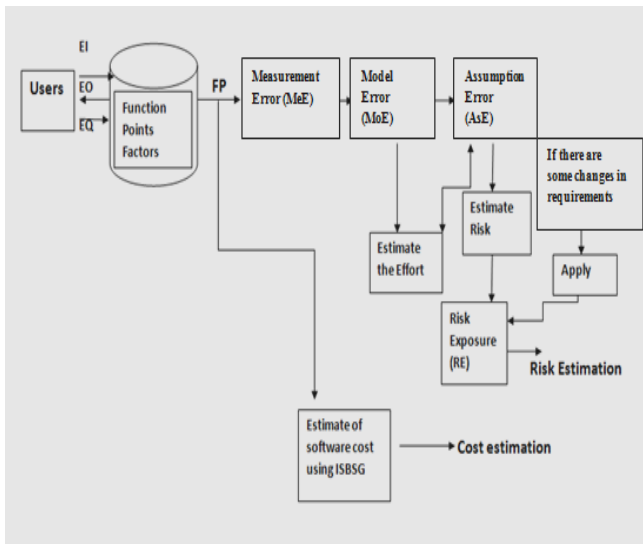 EI
Users
EO
EQ
Function
Points
Factors
FP
Measurement
Error (MeE)
Model
Error
(MoE)
Assumption
Error
(AsE)
If there are
some changes in
requirements
Estimate
the Effort
Estimate
Risk
Apply
Risk
Exposure
(RE)
Risk Estimation
Estimate of
software cost
using ISBSG
Cost estimation